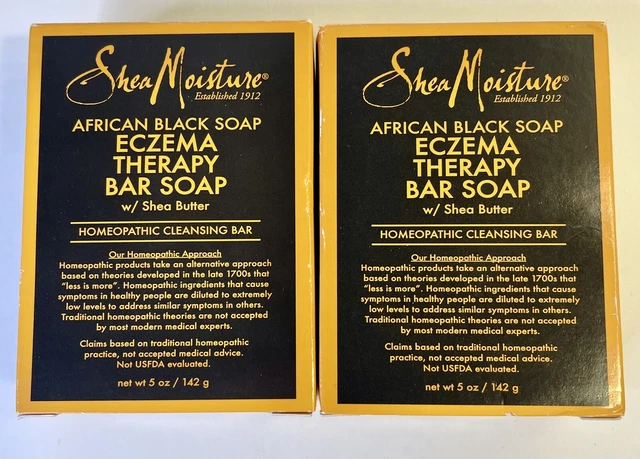 SheaMoisture®
Established 1912
AFRICAN BLACK SOAP
ECZEMA
THERAPY
BAR SOAP
w/ Shea Butter
HOMEOPATHIC CLEANSING BAR
Our Homeopathic Approach
Homeopathic products take an alternative approach
based on theories developed in the late 1700s that
"less is more". Homeopathic ingredients that cause
symptoms in healthy people are diluted to extremely
low levels to address similar symptoms in others.
Traditional homeopathic theories are not accepted
by most modern medical experts.
Claims based on traditional homeopathic
practice, not accepted medical advice.
Not USFDA evaluated.
net wt 5 oz / 142 g
SheaMoisture®
Established 1912
AFRICAN BLACK SOAP
ECZEMA
THERAPY
BAR SOAP
w/ Shea Butter
HOMEOPATHIC CLEANSING BAR
Our Homeopathic Approach
Homeopathic products take an alternative approach
based on theories developed in the late 1700s that
"less is more". Homeopathic ingredients that cause
symptoms in healthy people are diluted to extremely
low levels to address similar symptoms in others.
Traditional homeopathic theories are not accepted
by most modern medical experts.
Claims based on traditional homeopathic
practice, not accepted medical advice.
Not USFDA evaluated.
net wt 5 oz / 142 g